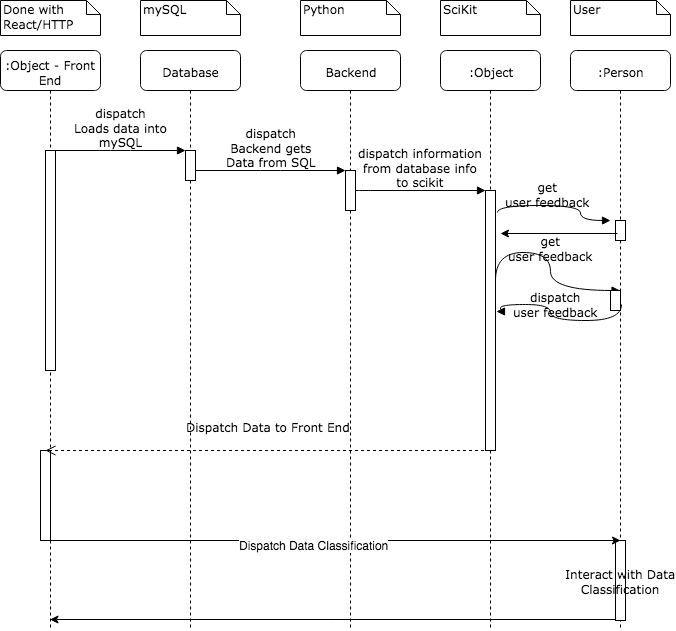 Done with
React/HTTP
mySQL
Python
SciKit
User
:Object - Front
End
Database
Backend
:Object
:Person
dispatch
Loads data into
mySQL
dispatch
Backend gets
Data from SQL
dispatch information
from database info
to scikit
get
user feedback
get
user feedback
dispatch
user feedback
Dispatch Data to Front End
Dispatch Data Classification
Interact with Data
Classification